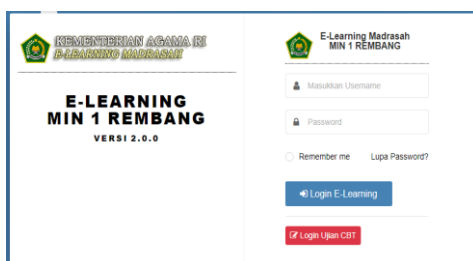 KEMENTERIAN AGAMA RI
E-LEARNING MADRASAH
E-LEARNING
MIN 1 REMBANG
VERSI 2.0.0
E-Learning Madrasah
MIN 1 REMBANG
Masukkan Username
Password
Remember me
Lupa Password?
Login E-Learning
Login Ujian CBT